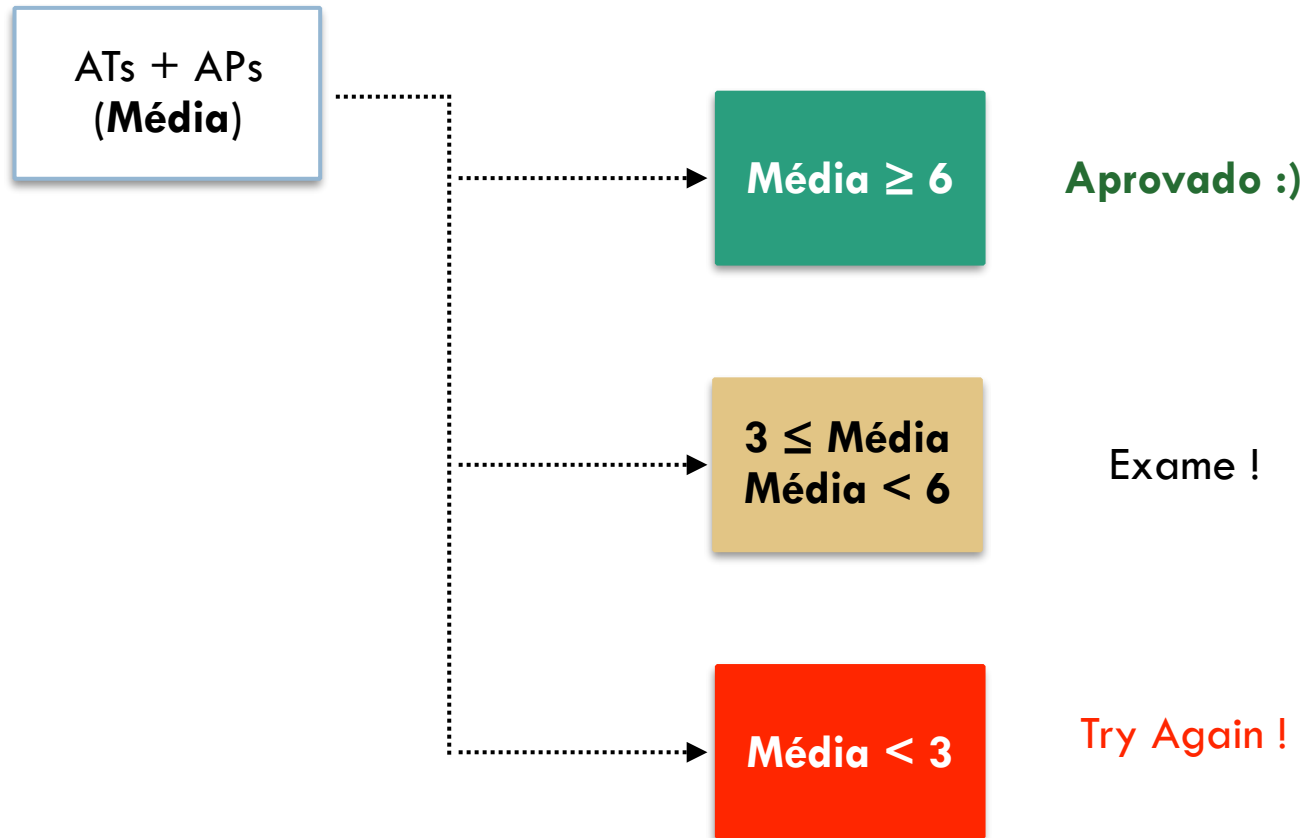 ATs + APs
(Média)
Média ≥ 6
Aprovado :)
3 ≤ Média
Média < 6
Exame !
Média < 3
Try Again !